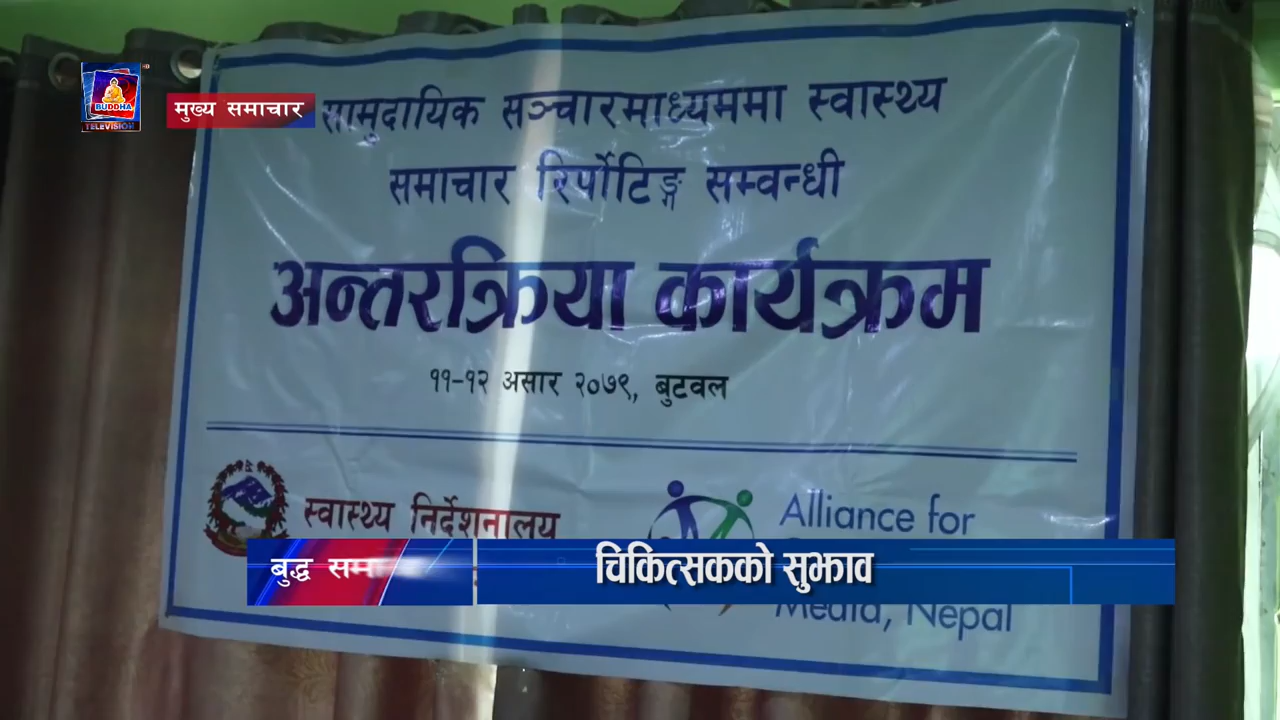 BUDDHA
TELEVISION
मुख्य समाचार
सामुदायिक सञ्चारमाध्यममा स्वास्थ्य
समाचार रिर्पोटिङ्ग सम्वन्धी
अन्तरक्रिया कार्यक्रम
११-१२ असार २०७९, बुटवल
स्वास्थ्य निर्देशनालय
Alliance for
Media, Nepal
बुद्ध समा
चिकित्सकको सुझाव